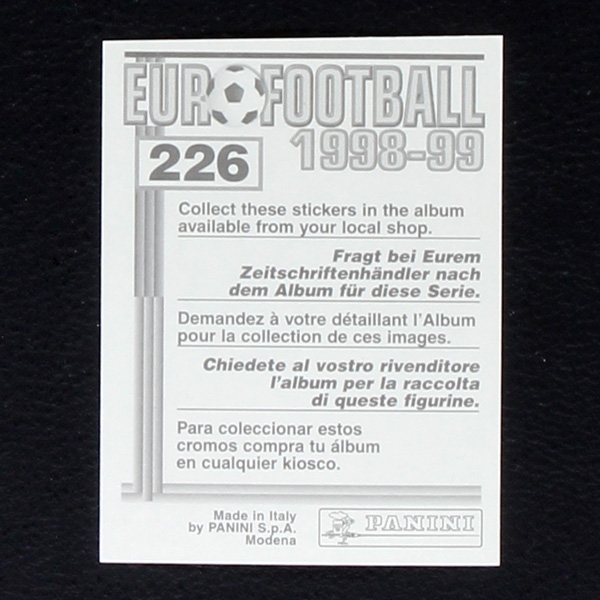 EUROFOOTBALL
1998-99
226
Collect these stickers in the album
available from your local shop.
Fragt bei Eurem
Zeitschriftenhändler nach
dem Album für diese Serie.
Demandez à votre détaillant l'Album
pour la collection de ces images.
Chiedete al vostro rivenditore
l'album per la raccolta
di queste figurine.
Para coleccionar estos
cromos compra tu álbum
en cualquier kiosco.
Made in Italy
by PANINI S.p.A.
Modena
PANINI